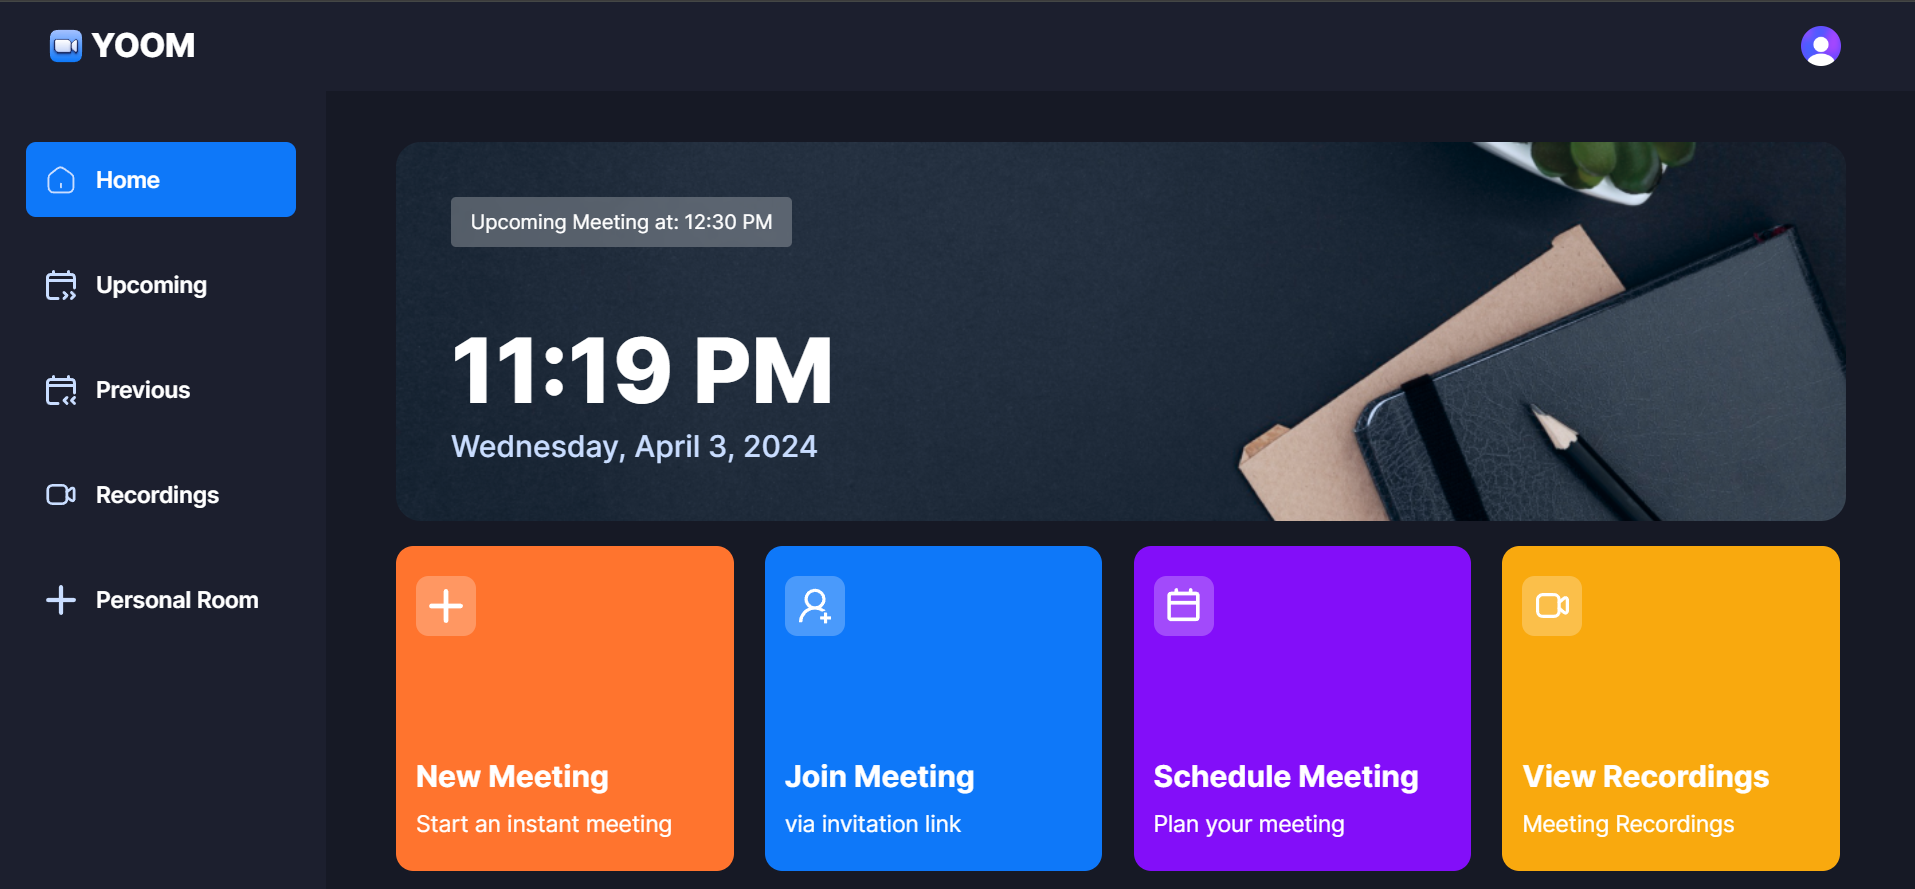 YOOM
Home
Upcoming
Previous
Recordings
Personal Room
Upcoming Meeting at: 12:30 PM
11:19 PM
Wednesday, April 3, 2024
New Meeting
Start an instant meeting
Join Meeting
via invitation link
Schedule Meeting
Plan your meeting
View Recordings
Meeting Recordings